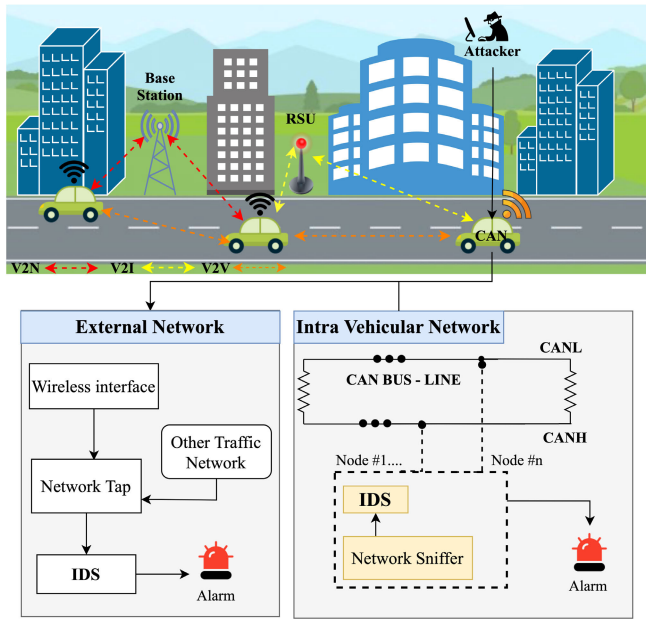 Attacker
Base
Station
RSU
CAN
V2N
V2I
V2V
External Network
Wireless interface
Other Traffic
Network
Network Tap
IDS
Alarm
Intra Vehicular Network
CANL
CAN BUS - LINE
CANH
Node #1....
Node #n
IDS
Network Sniffer
Alarm